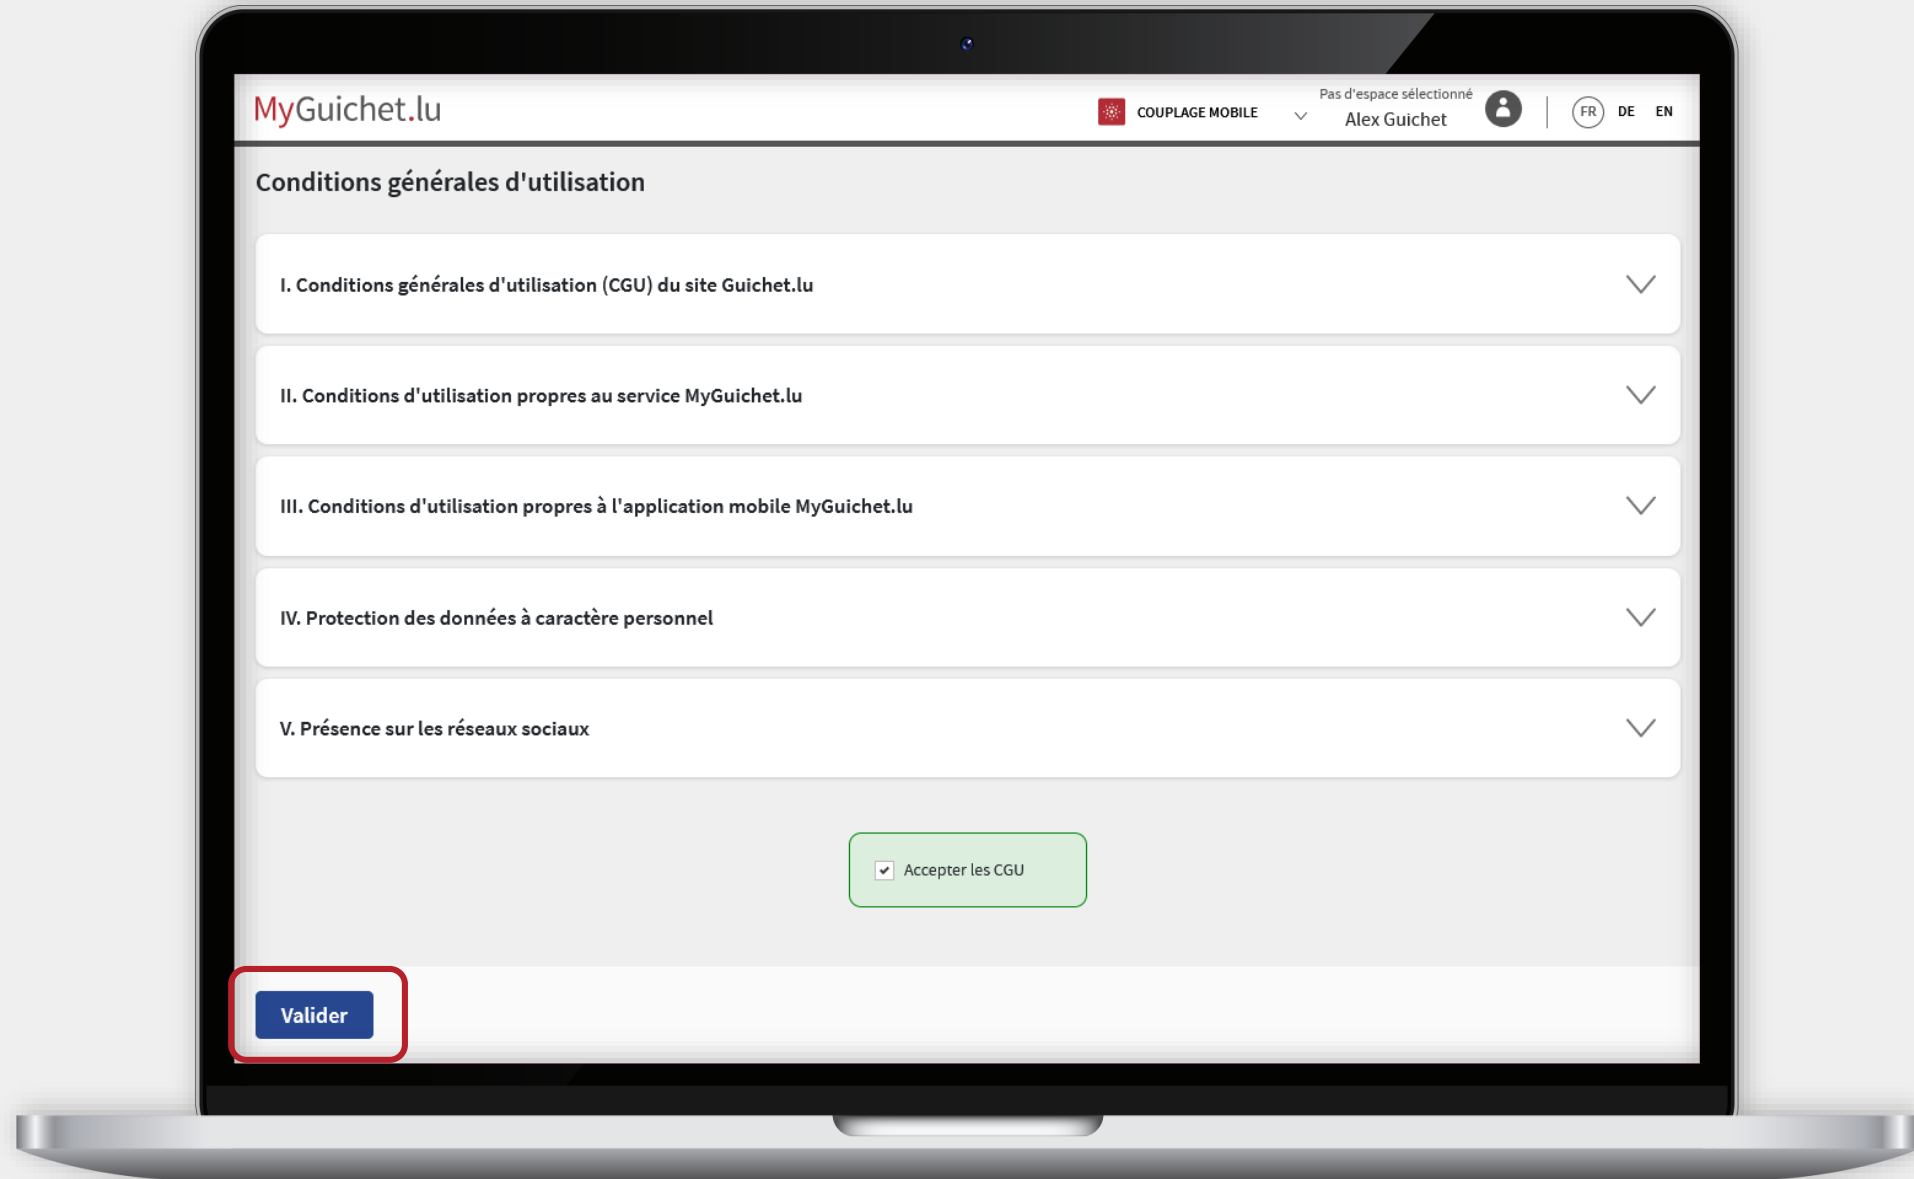 MyGuichet.lu
COUPLAGE MOBILE
Pas d'espace sélectionné
Alex Guichet
FR DE EN
Conditions générales d'utilisation
I. Conditions générales d'utilisation (CGU) du site Guichet.lu
II. Conditions d'utilisation propres au service MyGuichet.lu
III. Conditions d'utilisation propres à l'application mobile MyGuichet.lu
IV. Protection des données à caractère personnel
V. Présence sur les réseaux sociaux
Accepter les CGU
Valider